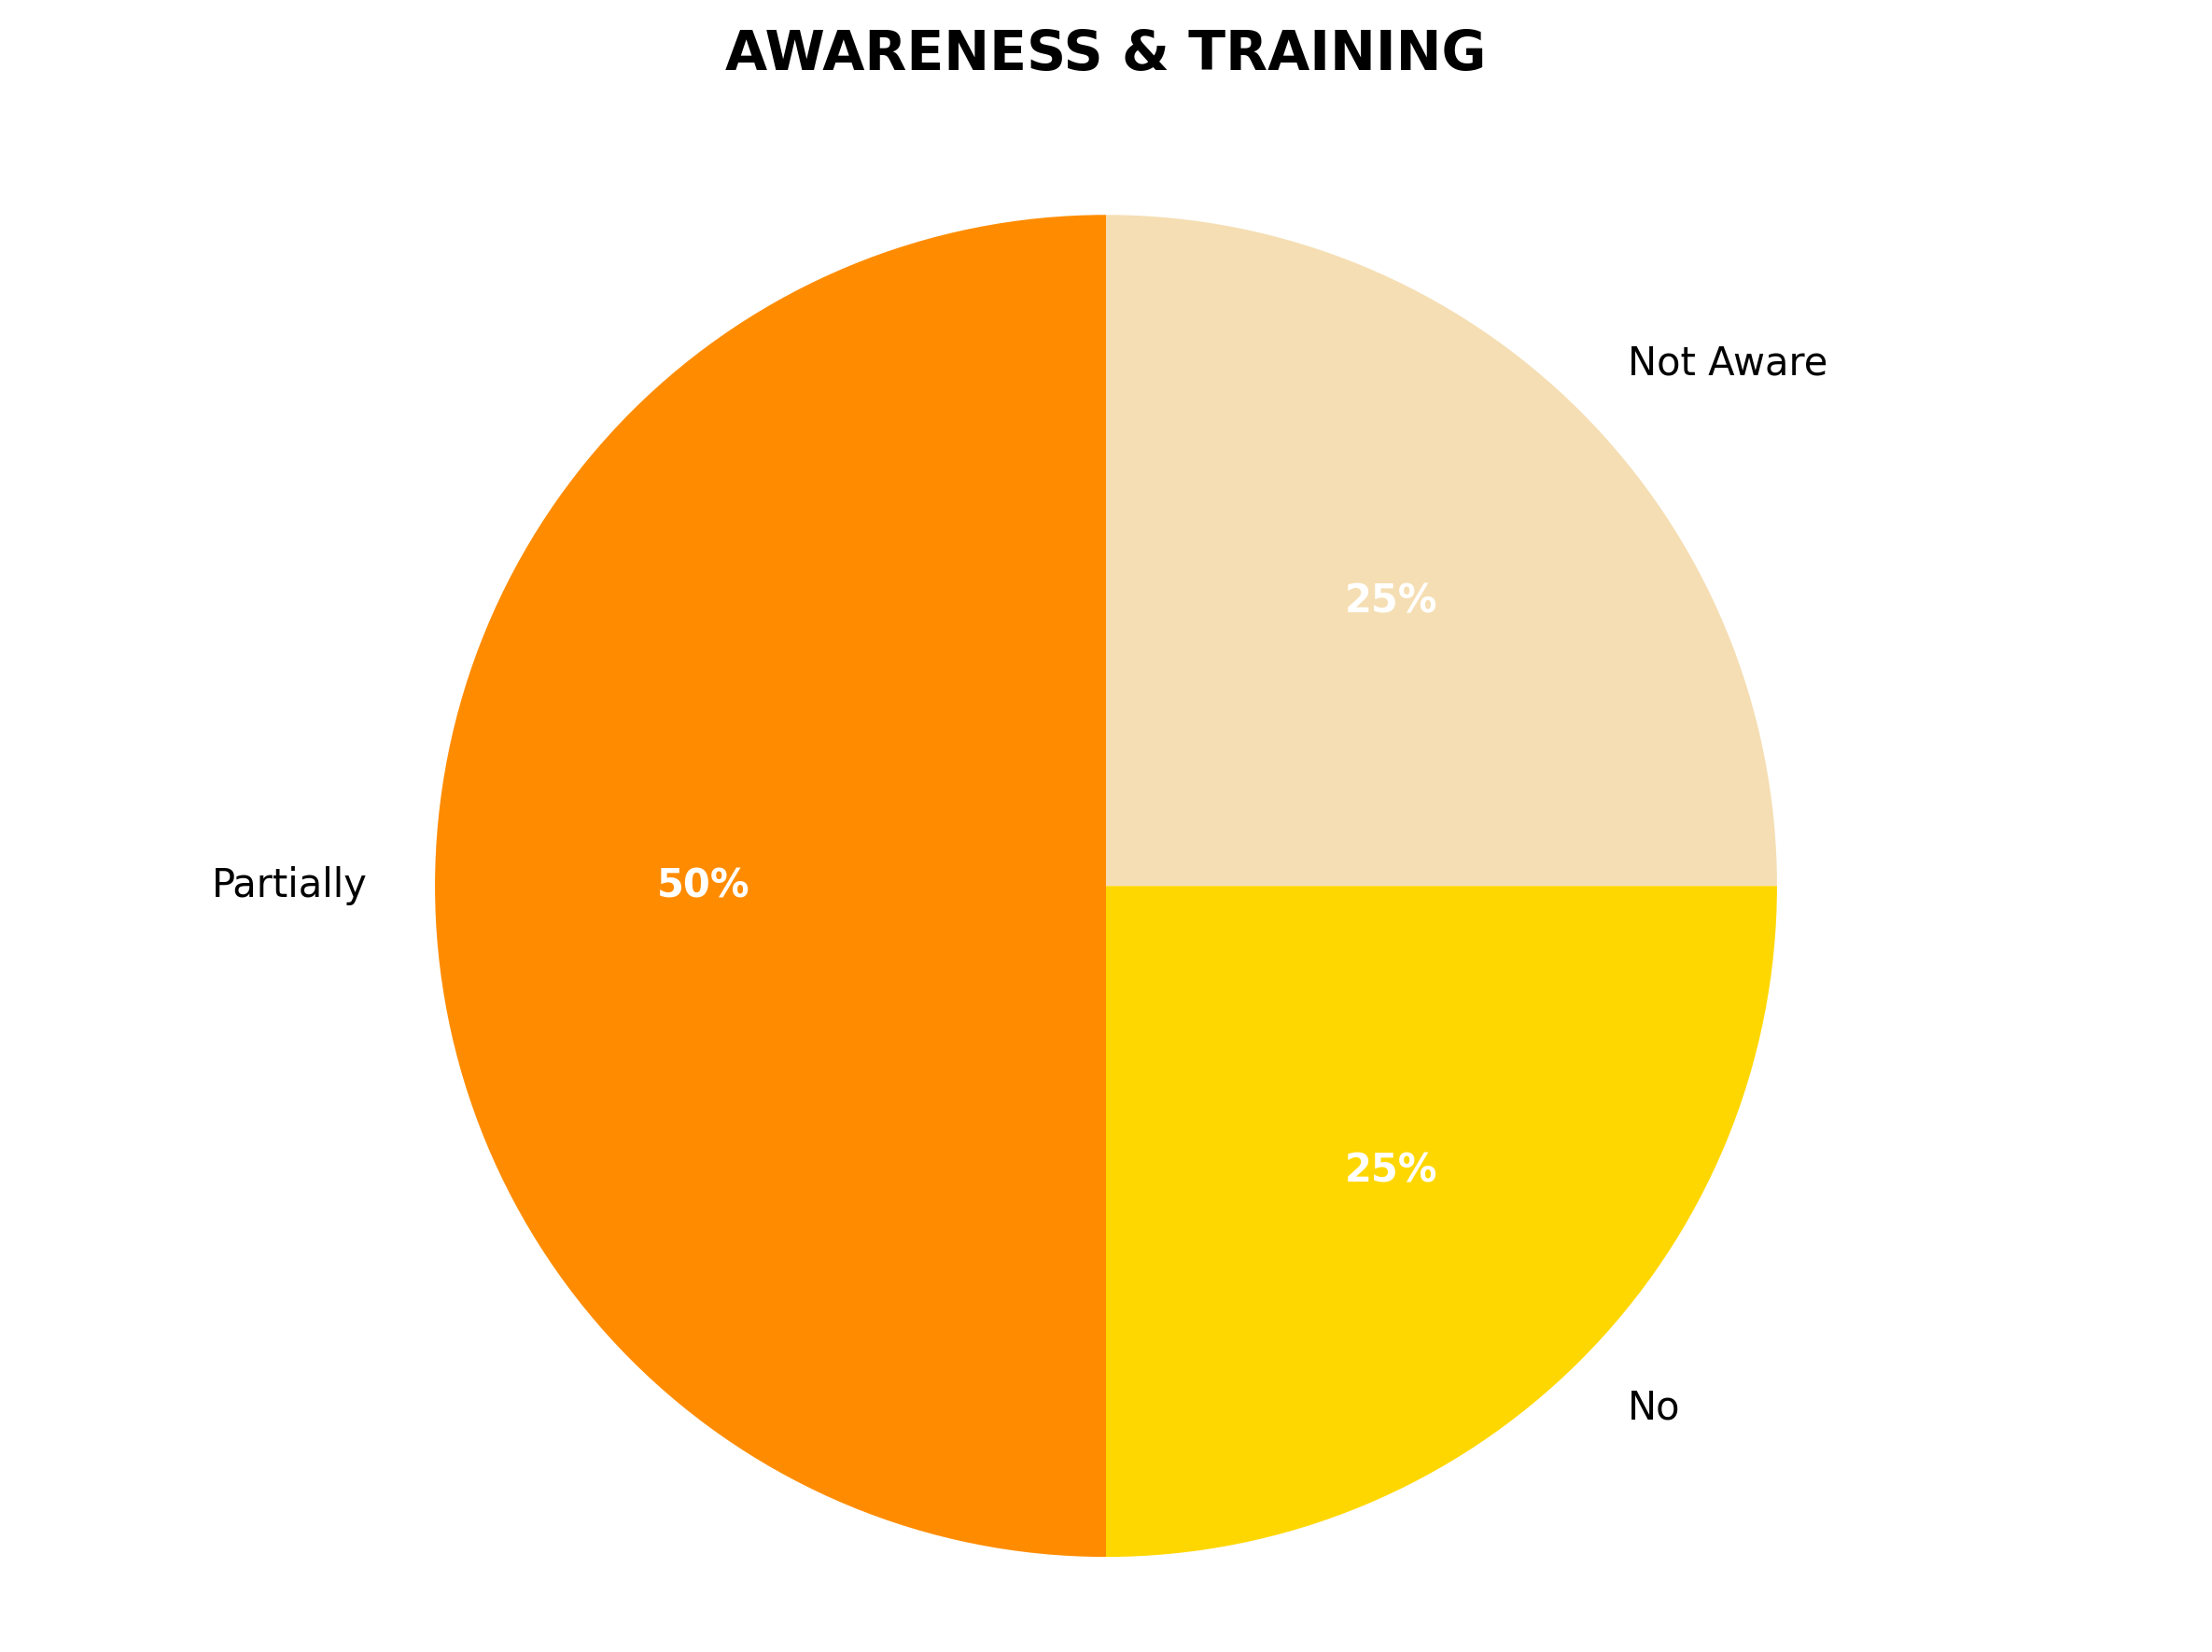 AWARENESS & TRAINING
Not Aware
25%
Partially
50%
25%
No